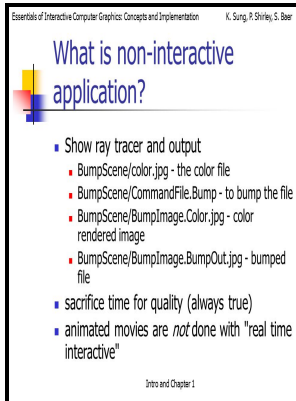 Essentials of Interactive Computer Graphics: Concepts and Implementation K. Sung, P. Shirley, S. Baer
What is non-interactive
application?
Show ray tracer and output
BumpScene/color.jpg - the color file
BumpScene/CommandFile.Bump - to bump the file
BumpScene/BumpImage.Color.jpg - color
rendered image
BumpScene/BumpImage.BumpOut.jpg - bumped
file
sacrifice time for quality (always true)
animated movies are not done with "real time
interactive"
Intro and Chapter 1